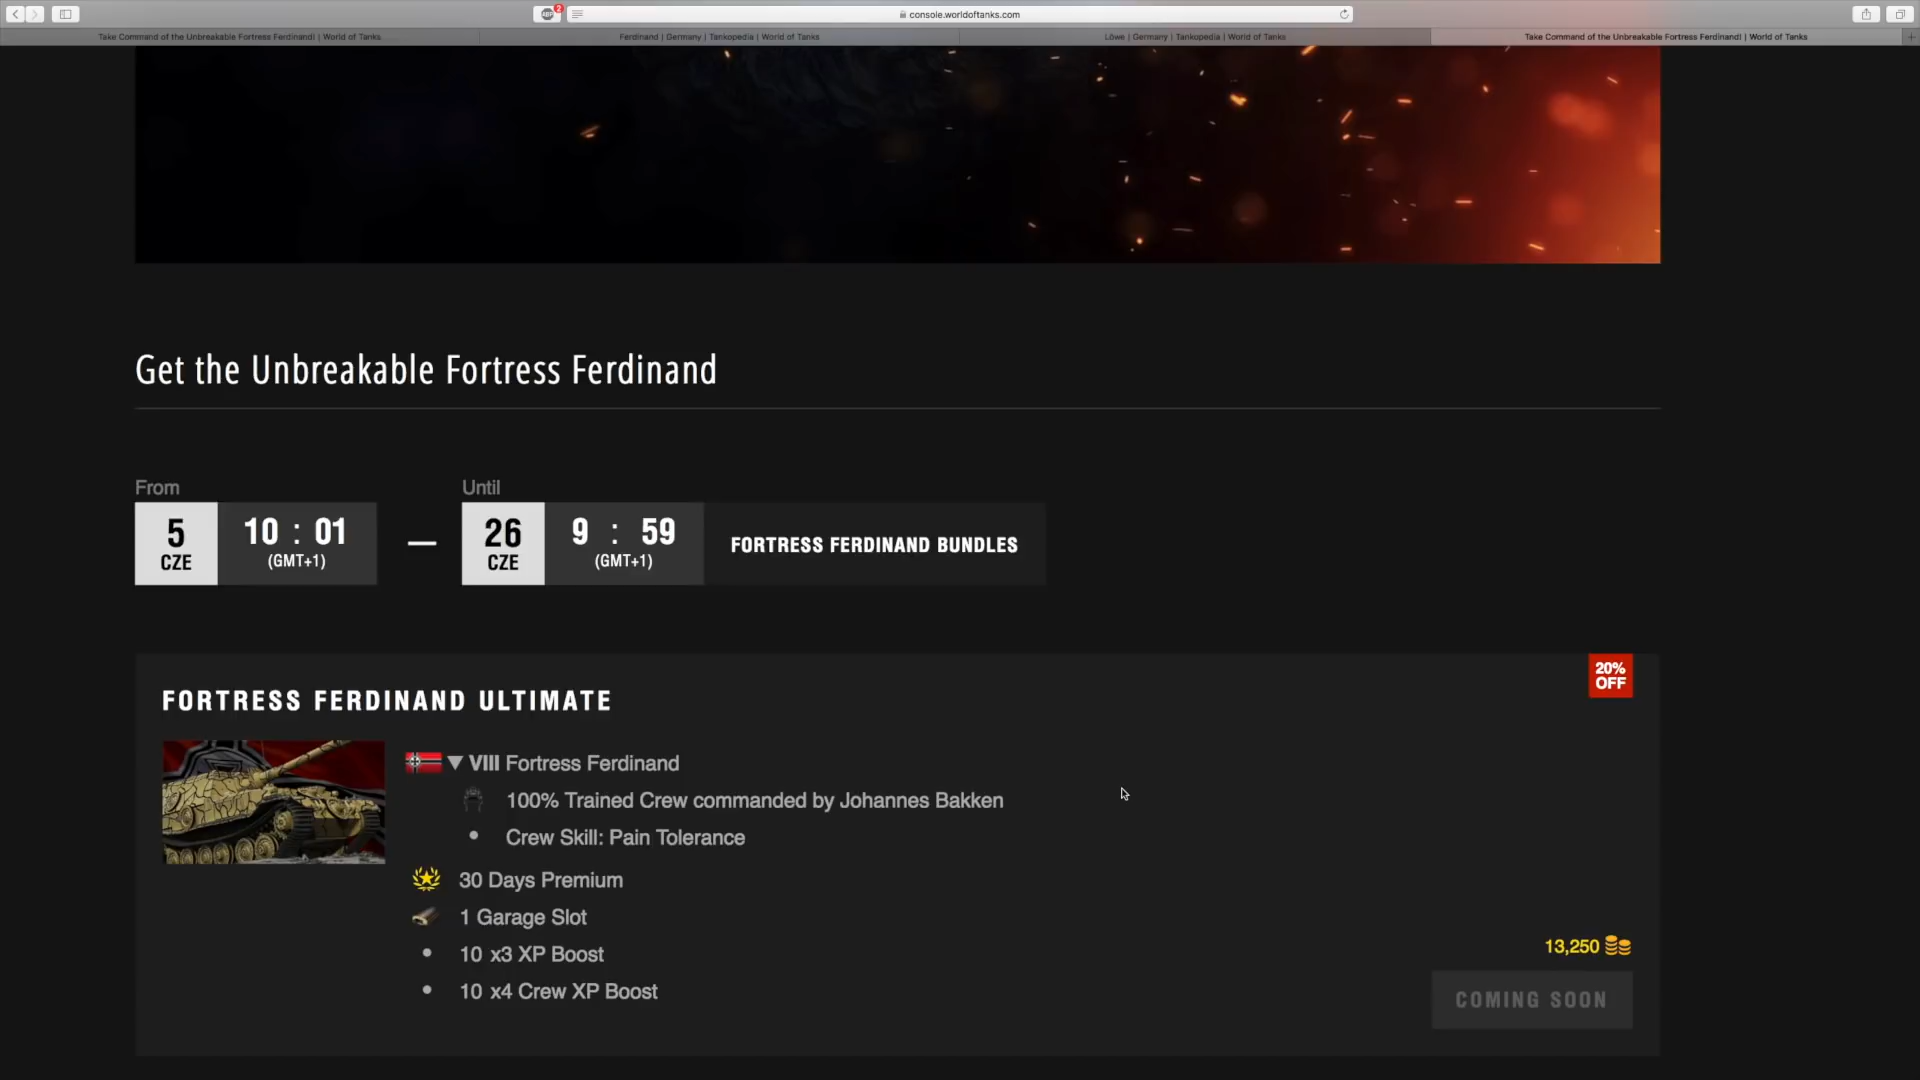 2
console.worldoftanks.com
Take Command of the Unbreakable Fortress Ferdinand! | World of Tanks
Ferdinand | Germany | Tankopedia | World of Tanks
Löwe | Germany | Tankopedia | World of Tanks
Take Command of the Unbreakable Fortress Ferdinand! | World of Tanks
Get the Unbreakable Fortress Ferdinand
From
Until
5 CZE
10 : 01 (GMT+1)
26 CZE
9 : 59 (GMT+1)
FORTRESS FERDINAND BUNDLES
20% OFF
FORTRESS FERDINAND ULTIMATE
VIII Fortress Ferdinand
100% Trained Crew commanded by Johannes Bakken
Crew Skill: Pain Tolerance
30 Days Premium
1 Garage Slot
10 x3 XP Boost
10 x4 Crew XP Boost
13,250
COMING SOON